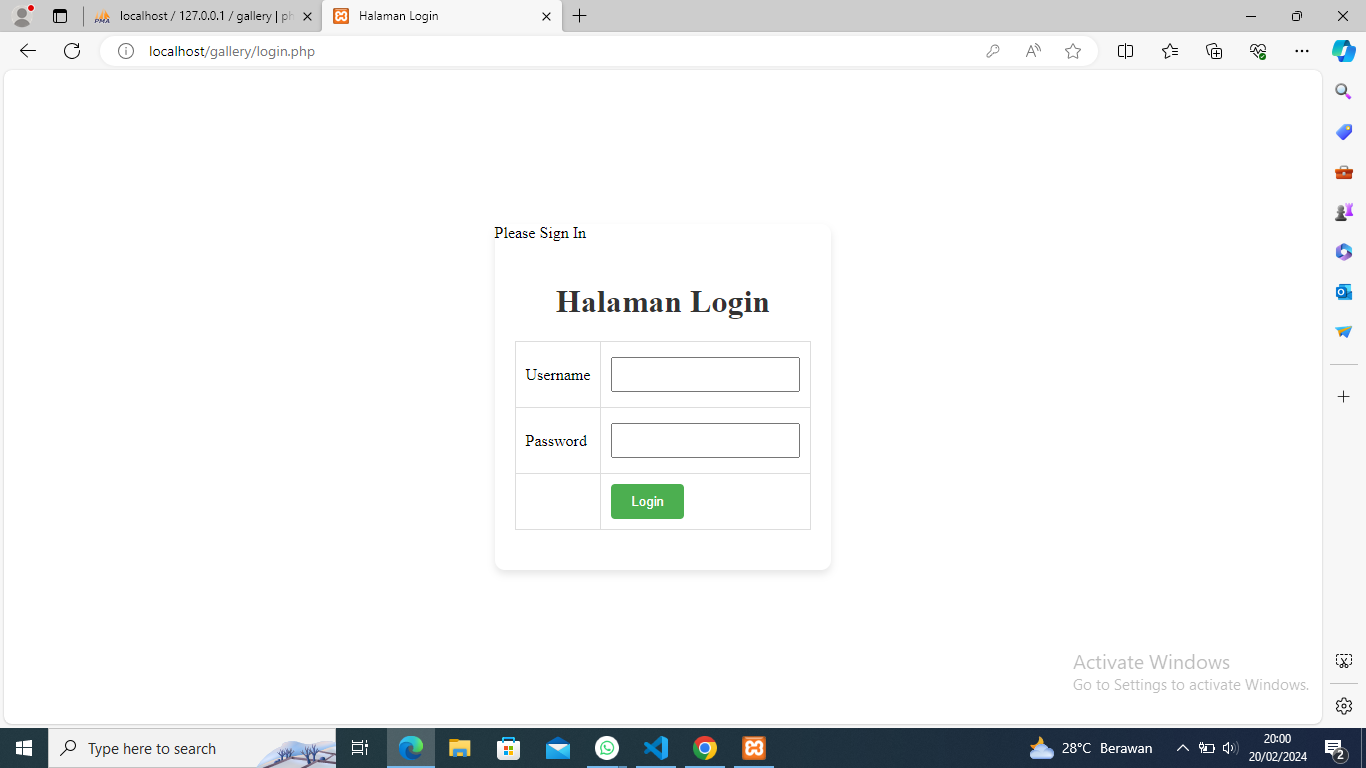 localhost / 127.0.0.1 / gallery | ph
Halaman Login
localhost/gallery/login.php
Please Sign In
Halaman Login
Username
Password
Login
Activate Windows
Go to Settings to activate Windows.
Type here to search
28°C Berawan
20:00
20/02/2024
2